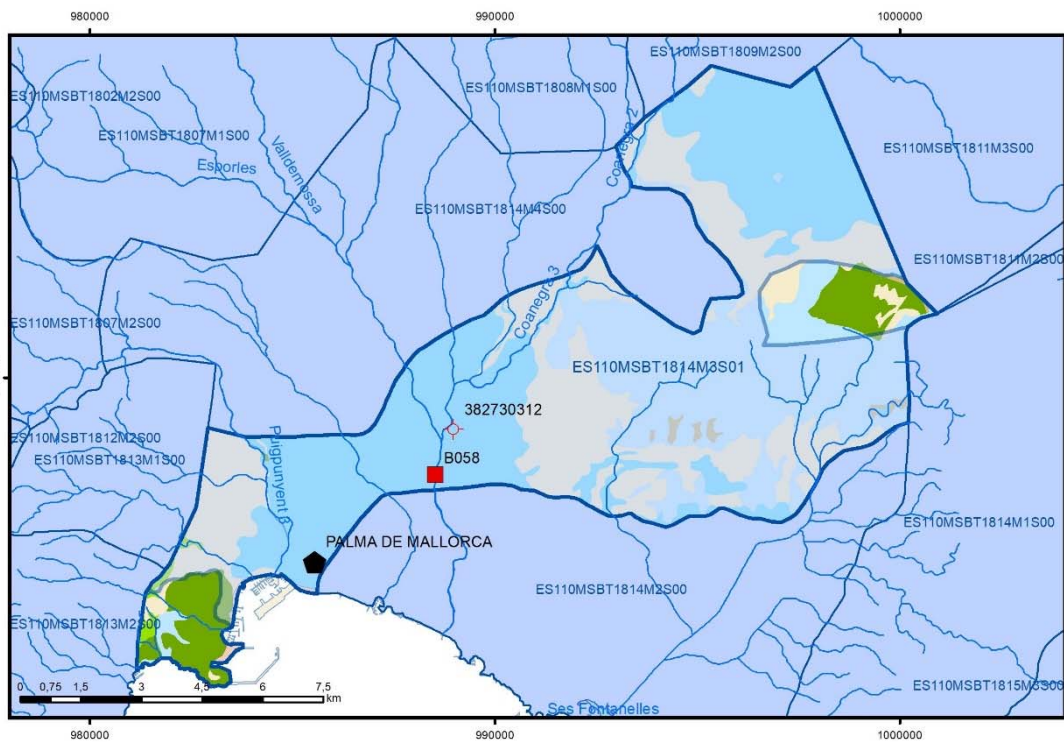 980000
990000
1000000
ES110MSBT1809M2S00
ES110MSBT1802M2S00
ES110MSBT1808M1S00
Coanegra 2
ES110MSBT1807M1S00
Valldemossa
ES110MSBT1811M3S00
Esporles
ES110MSBT1814M4S00
ES110MSBT1811M2S00
Coanegra 3
ES110MSBT1807M2S00
ES110MSBT1814M3S01
382730312
ES110MSBT1812M2S00
Puigpunyent 3
B058
ES110MSBT1813M1S00
ES110MSBT1814M1S00
PALMA DE MALLORCA
ES110MSBT1814M2S00
ES110MSBT1813M2S00
0 0,75 1,5 3 4,5 6 7,5
km
ES110MSBT1815M3S00
Ses Fontanelles
980000
990000
1000000